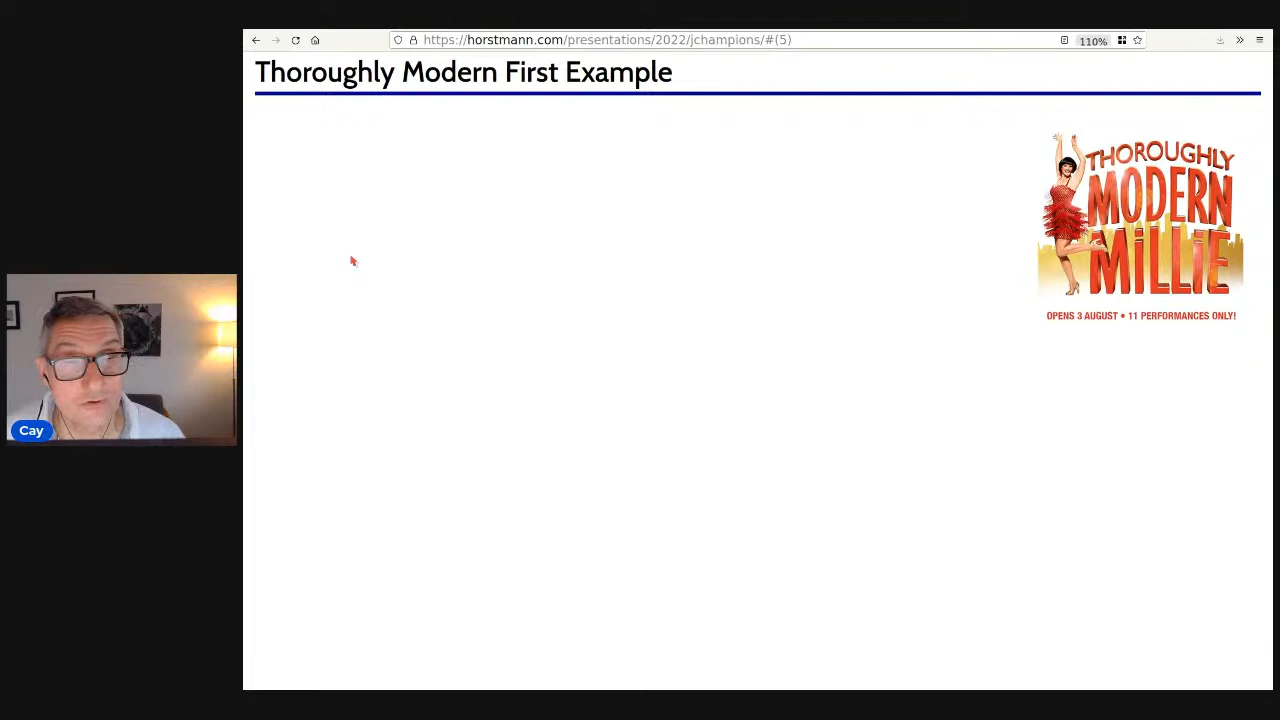 https://horstmann.com/presentations/2022/jchampions/#(5)
110%
Thoroughly Modern First Example
THOROUGHLY
MODERN
MiLLiE
OPENS 3 AUGUST • 11 PERFORMANCES ONLY!
Cay